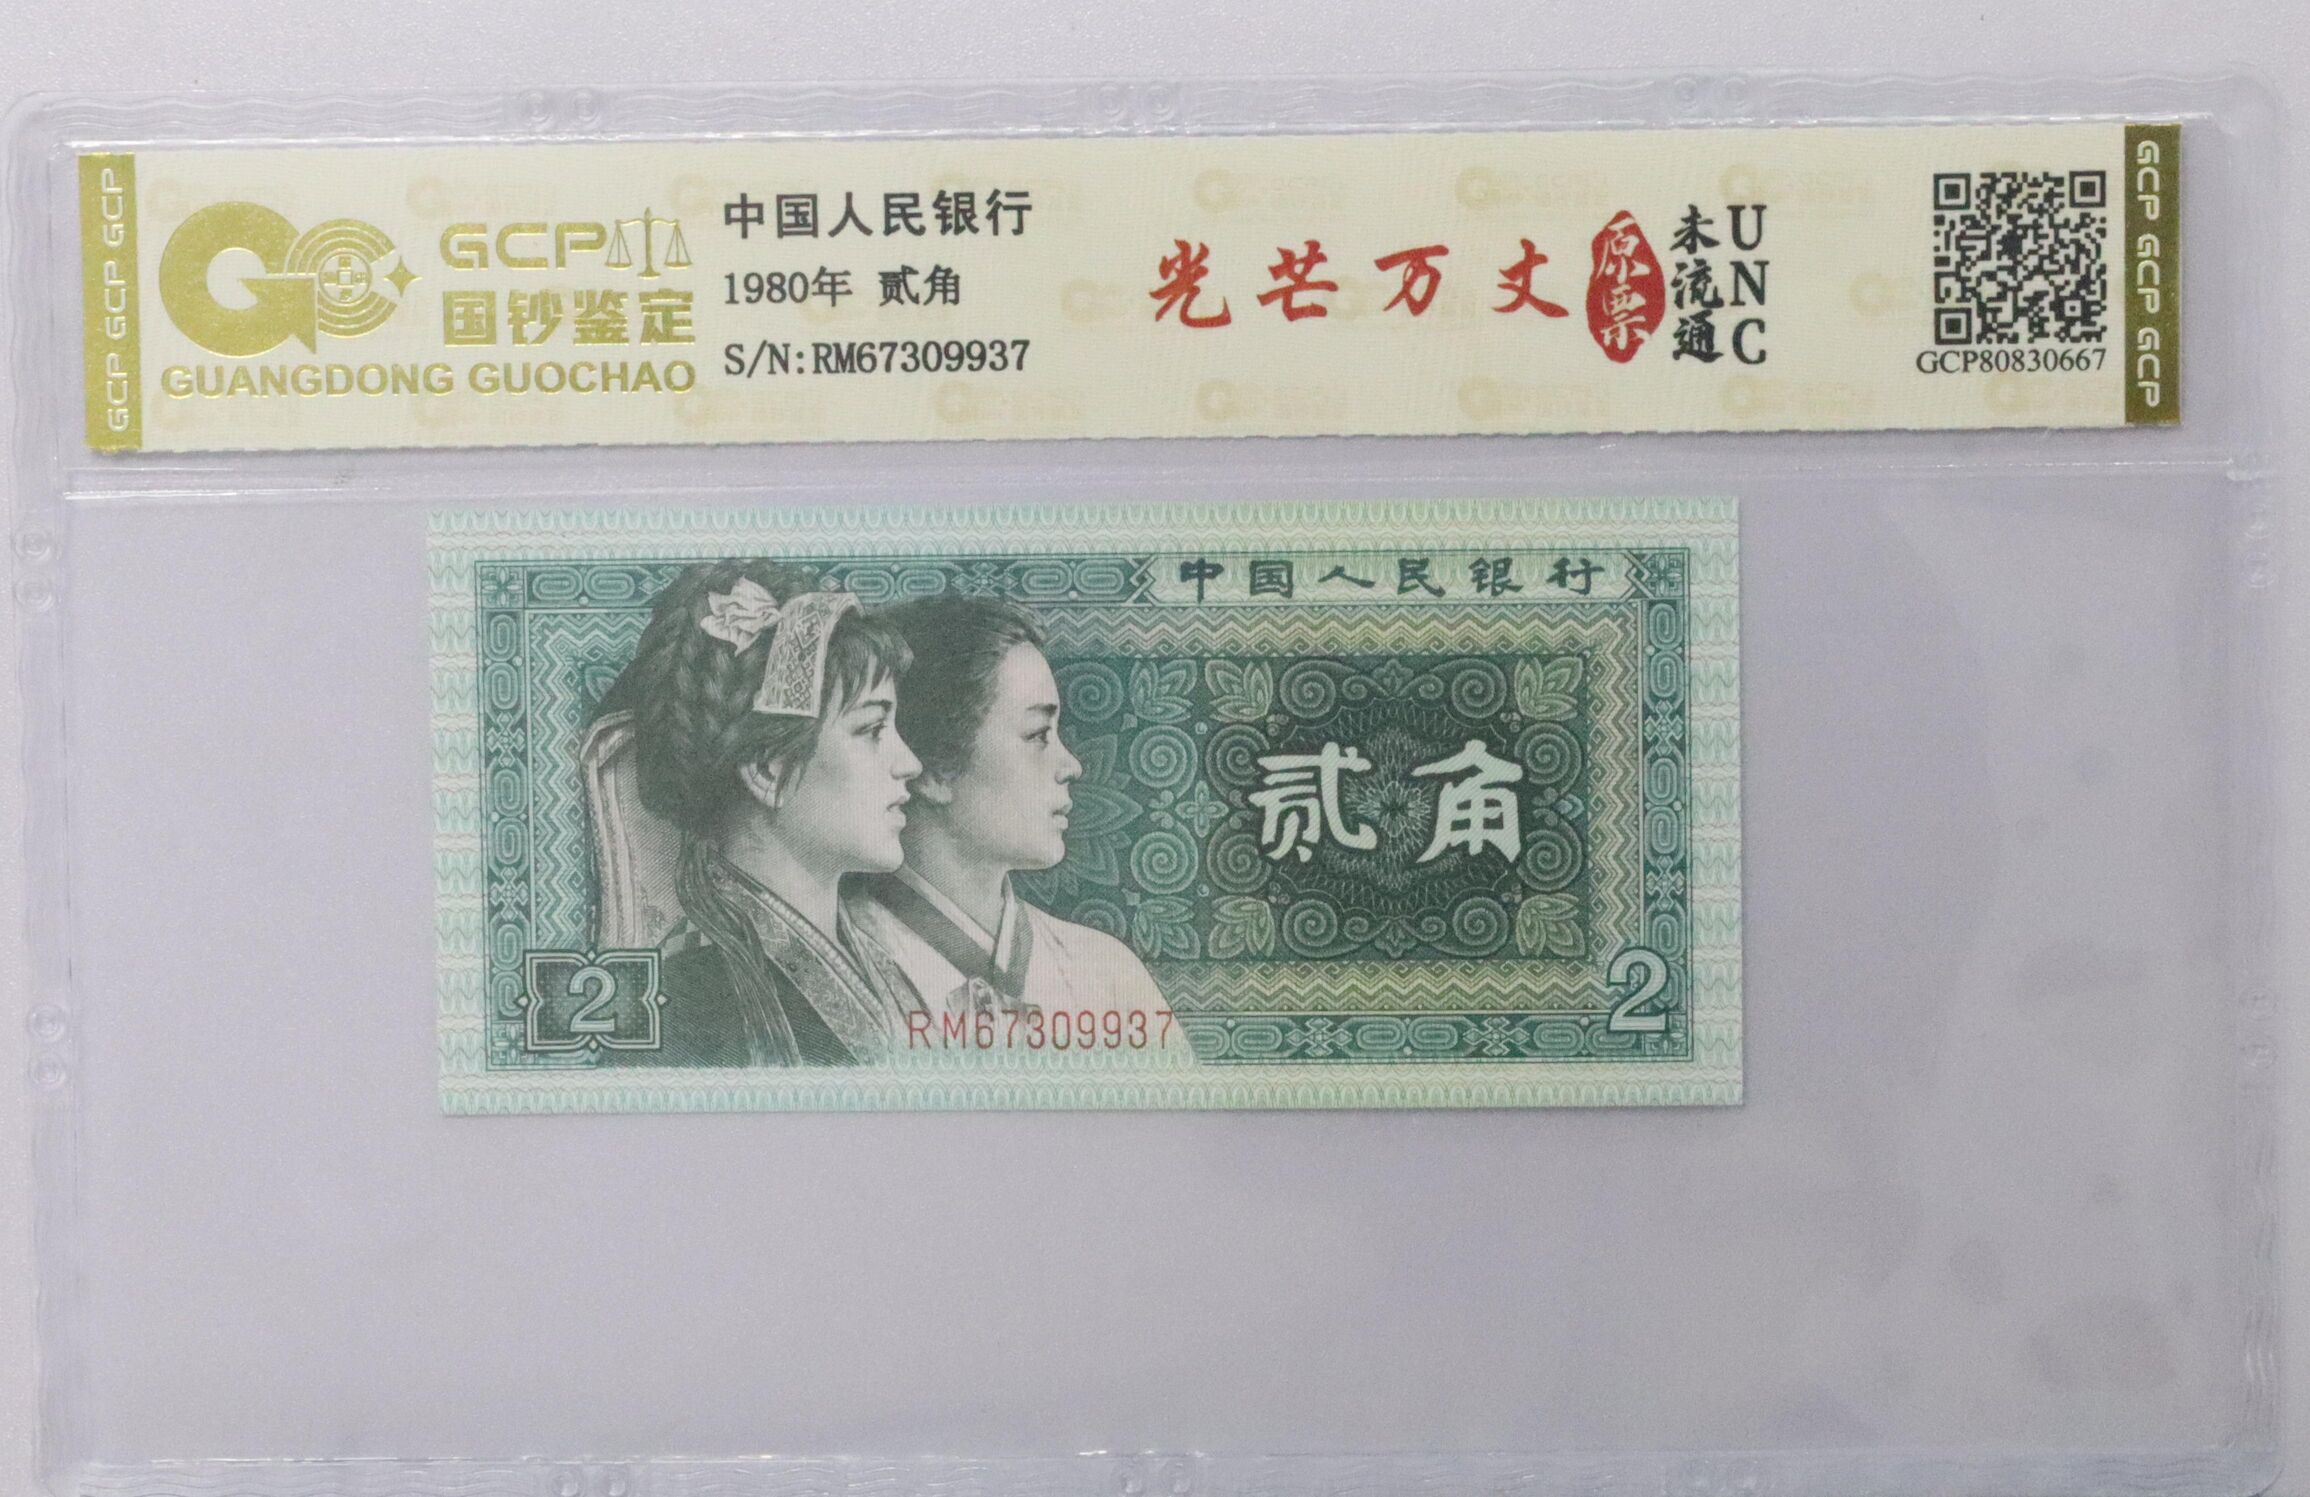 GCP GCP GCP
GCP
国钞鉴定
GUANGDONG GUOCHAO
中国人民银行
1980年 贰角
S/N:RM67309937
光芒万丈
原票
未流通
UNC
GCP80830667
GCP GCP GCP
中国人民银行
贰角
2
RM67309937
2